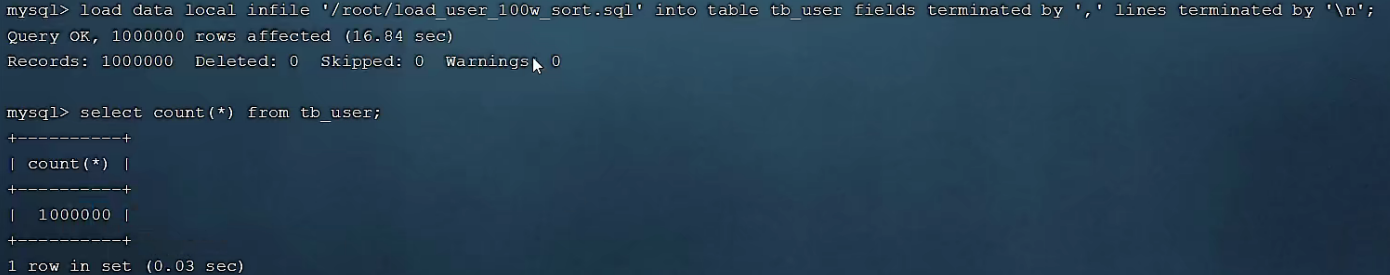 mysql> load data local infile '/root/load_user_100w_sort.sql' into table tb_user fields terminated by ',' lines terminated by '\n';
Query OK, 1000000 rows affected (16.84 sec)
Records: 1000000  Deleted: 0  Skipped: 0  Warnings: 0
mysql> select count(*) from tb_user;
+----------+
| count(*) |
+----------+
|  1000000 |
+----------+
1 row in set (0.03 sec)